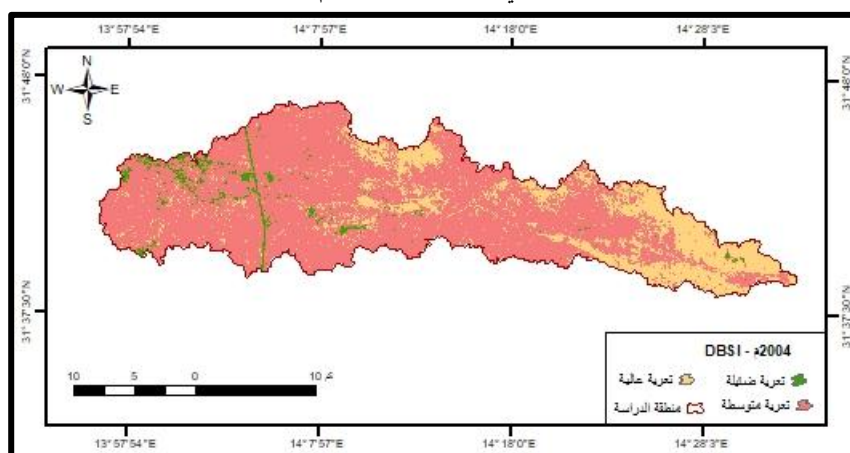 13°57'54"E 14°7'57"E 14°18'0"E 14°28'3"E
31°48'0"N 31°48'0"N
N
W E
S
31°37'30"N 31°37'30"N
DBSI - 2004م
تعرية ضئيلة تعرية عالية
تعرية متوسطة منطقة الدراسة
10 5 0 10
13°57'54"E 14°7'57"E 14°18'0"E 14°28'3"E